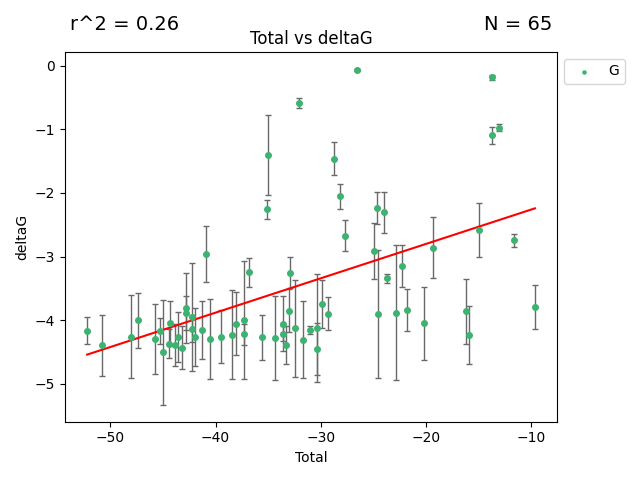 r^2 = 0.26
N = 65
Total vs deltaG
G
0
−1
−2
−3
−4
−5
deltaG
−50
−40
−30
−20
−10
Total